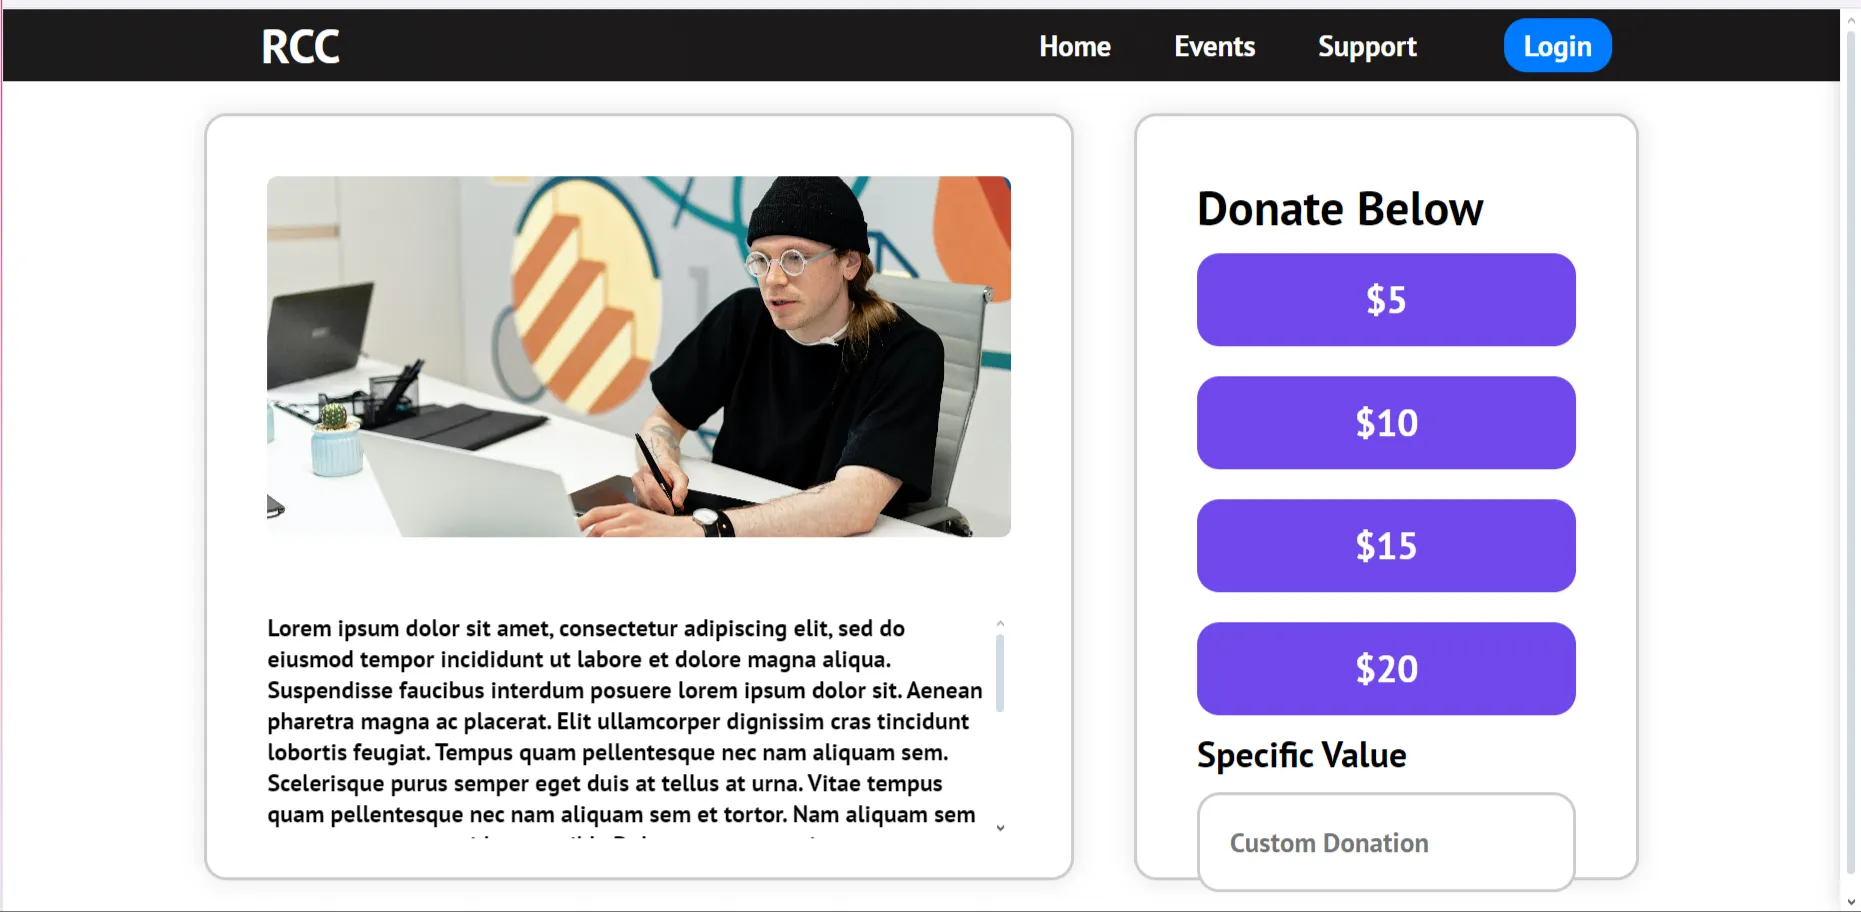 RCC
Home
Events
Support
Login
Lorem ipsum dolor sit amet, consectetur adipiscing elit, sed do
eiusmod tempor incididunt ut labore et dolore magna aliqua.
Suspendisse faucibus interdum posuere lorem ipsum dolor sit. Aenean
pharetra magna ac placerat. Elit ullamcorper dignissim cras tincidunt
lobortis feugiat. Tempus quam pellentesque nec nam aliquam sem.
Scelerisque purus semper eget duis at tellus at urna. Vitae tempus
quam pellentesque nec nam aliquam sem et tortor. Nam aliquam sem
Donate Below
$5
$10
$15
$20
Specific Value
Custom Donation